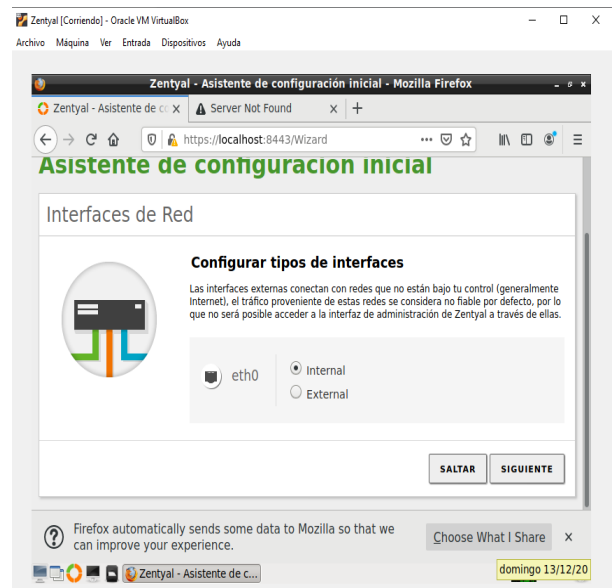 Zentyal [Corriendo] - Oracle VM VirtualBox
Archivo Máquina Ver Entrada Dispositivos Ayuda
Zentyal - Asistente de configuración inicial - Mozilla Firefox
Zentyal - Asistente de co
Server Not Found
https://localhost:8443/Wizard
Asistente de configuración inicial
Interfaces de Red
Configurar tipos de interfaces
Las interfaces externas conectan con redes que no están bajo tu control (generalmente
Internet), el tráfico proveniente de estas redes se considera no fiable por defecto, por lo
que no será posible acceder a la interfaz de administración de Zentyal a través de ellas.
eth0
Internal
External
SALTAR SIGUIENTE
Firefox automatically sends some data to Mozilla so that we
can improve your experience.
Choose What I Share
Zentyal - Asistente de c...
domingo 13/12/20